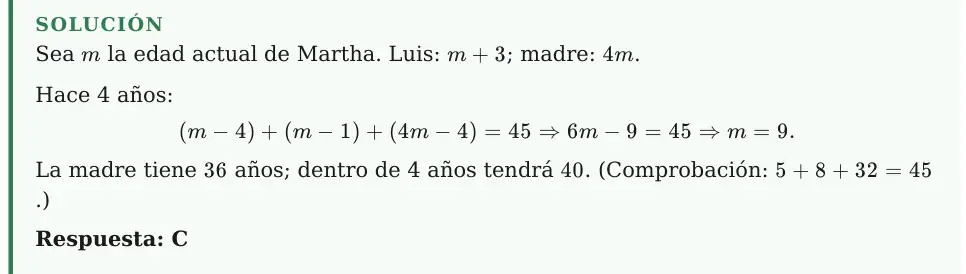 SOLUCIÓN
Sea m la edad actual de Martha. Luis: m + 3; madre: 4m.
Hace 4 años:
(m − 4) + (m − 1) + (4m − 4) = 45 ⇒ 6m − 9 = 45 ⇒ m = 9.
La madre tiene 36 años; dentro de 4 años tendrá 40. (Comprobación: 5 + 8 + 32 = 45
.)
Respuesta: C